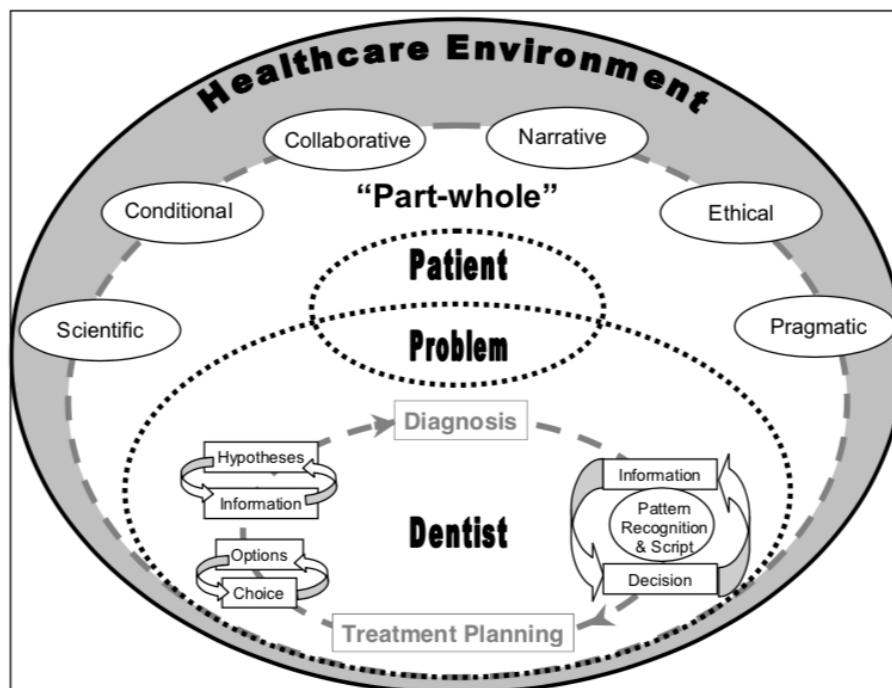 Healthcare Environment
Collaborative
Narrative
Conditional
“Part-whole”
Ethical
Patient
Scientific
Problem
Pragmatic
Diagnosis
Hypotheses
Information
Information
Pattern
Recognition
& Script
Dentist
Options
Choice
Decision
Treatment Planning